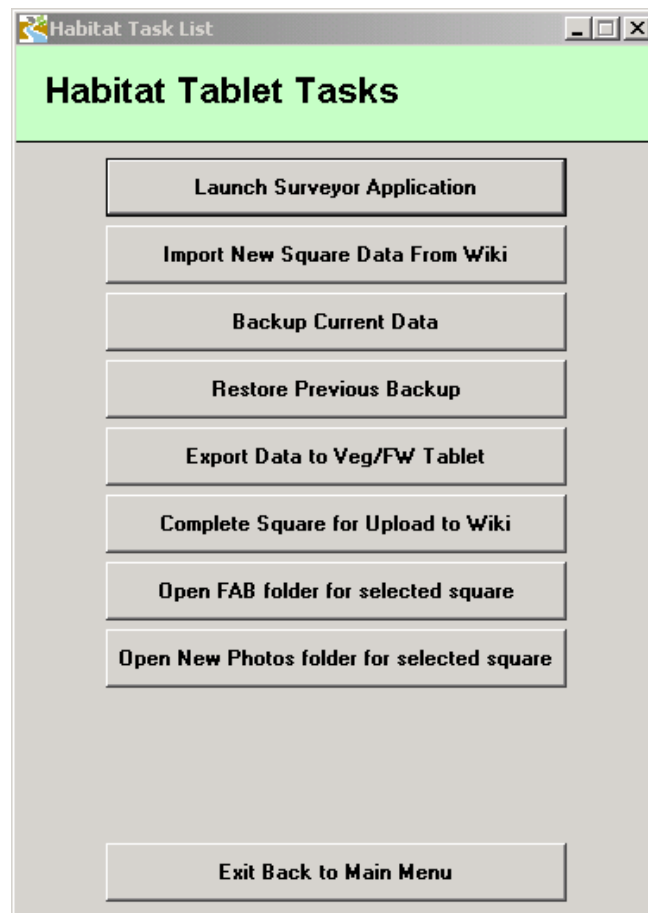 Habitat Task List
Habitat Tablet Tasks
Launch Surveyor Application
Import New Square Data From Wiki
Backup Current Data
Restore Previous Backup
Export Data to Veg/FW Tablet
Complete Square for Upload to Wiki
Open FAB folder for selected square
Open New Photos folder for selected square
Exit Back to Main Menu